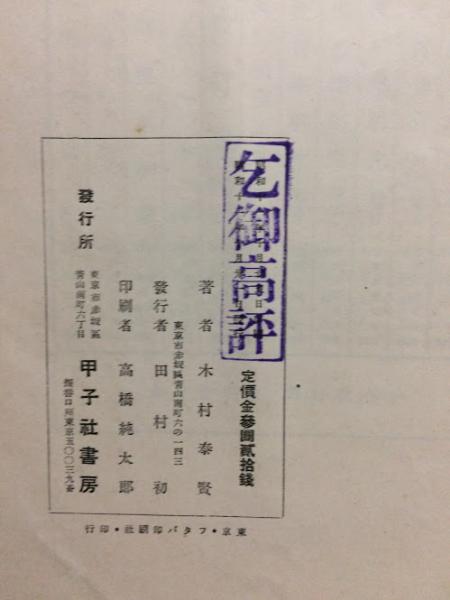 乞御高評
定價金參圓貳拾錢
著者 木村泰賢
東京市赤坂區青山南町六の一四三
發行者 田村初
印刷者 高橋純太郎
發行所
東京市赤坂區
青山南町六丁目
甲子社書房
振替口座東京五〇〇三九番
東京・フタバ印刷社・印行